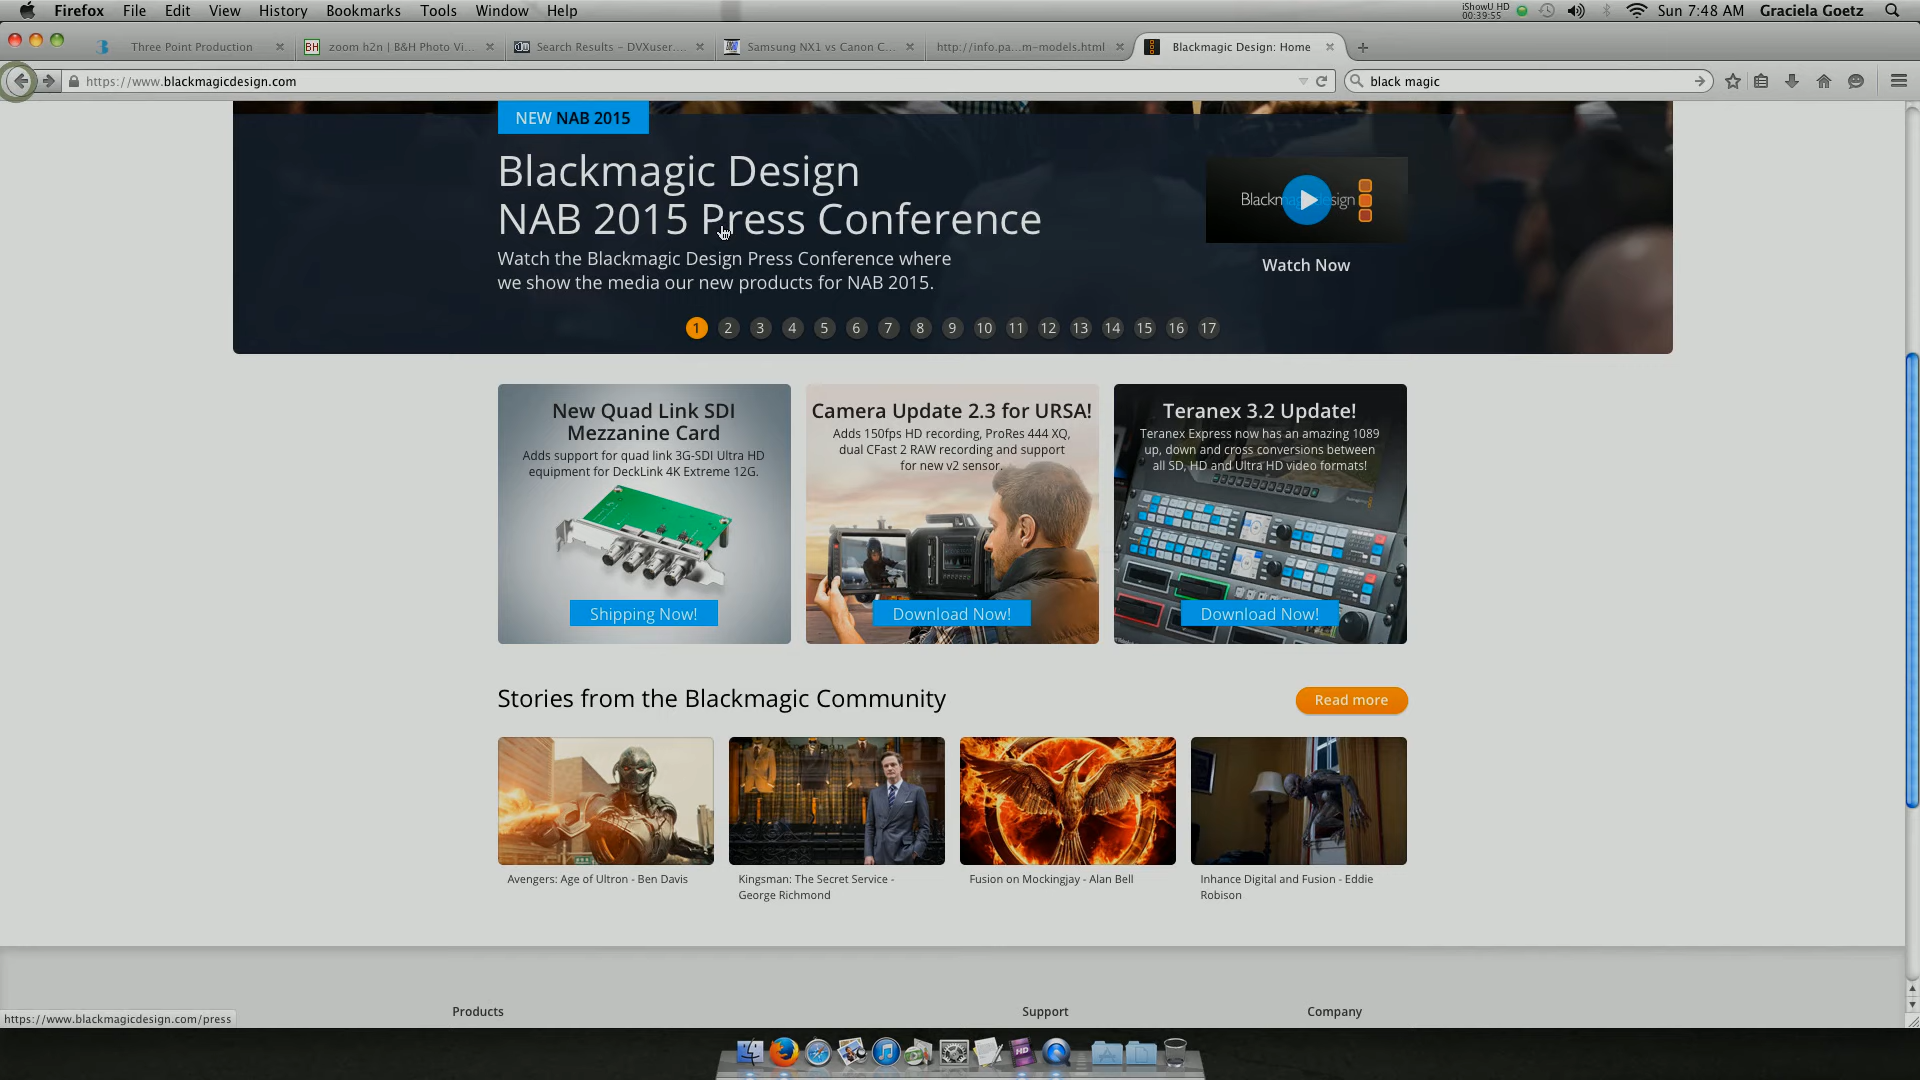 Firefox File Edit View History Bookmarks Tools Window Help iShowU HD 00:39:55 Sun 7:48 AM Graciela Goetz
Three Point Production zoom h2n | B&H Photo Vi... Search Results – DVXuser.... Samsung NX1 vs Canon C... http://info.pa...m-models.html Blackmagic Design: Home
https://www.blackmagicdesign.com black magic
NEW NAB 2015
Blackmagic Design
NAB 2015 Press Conference
Watch the Blackmagic Design Press Conference where
we show the media our new products for NAB 2015.
Watch Now
1 2 3 4 5 6 7 8 9 10 11 12 13 14 15 16 17
New Quad Link SDI
Mezzanine Card
Adds support for quad link 3G-SDI Ultra HD
equipment for DeckLink 4K Extreme 12G.
Shipping Now!
Camera Update 2.3 for URSA!
Adds 150fps HD recording, ProRes 444 XQ,
dual CFast 2 RAW recording and support
for new v2 sensor.
Download Now!
Teranex 3.2 Update!
Teranex Express now has an amazing 1089
up, down and cross conversions between
all SD, HD and Ultra HD video formats!
Download Now!
Stories from the Blackmagic Community
Read more
Avengers: Age of Ultron - Ben Davis
Kingsman: The Secret Service -
George Richmond
Fusion on Mockingjay - Alan Bell
Inhance Digital and Fusion - Eddie
Robison
Products Support Company
https://www.blackmagicdesign.com/press
HD